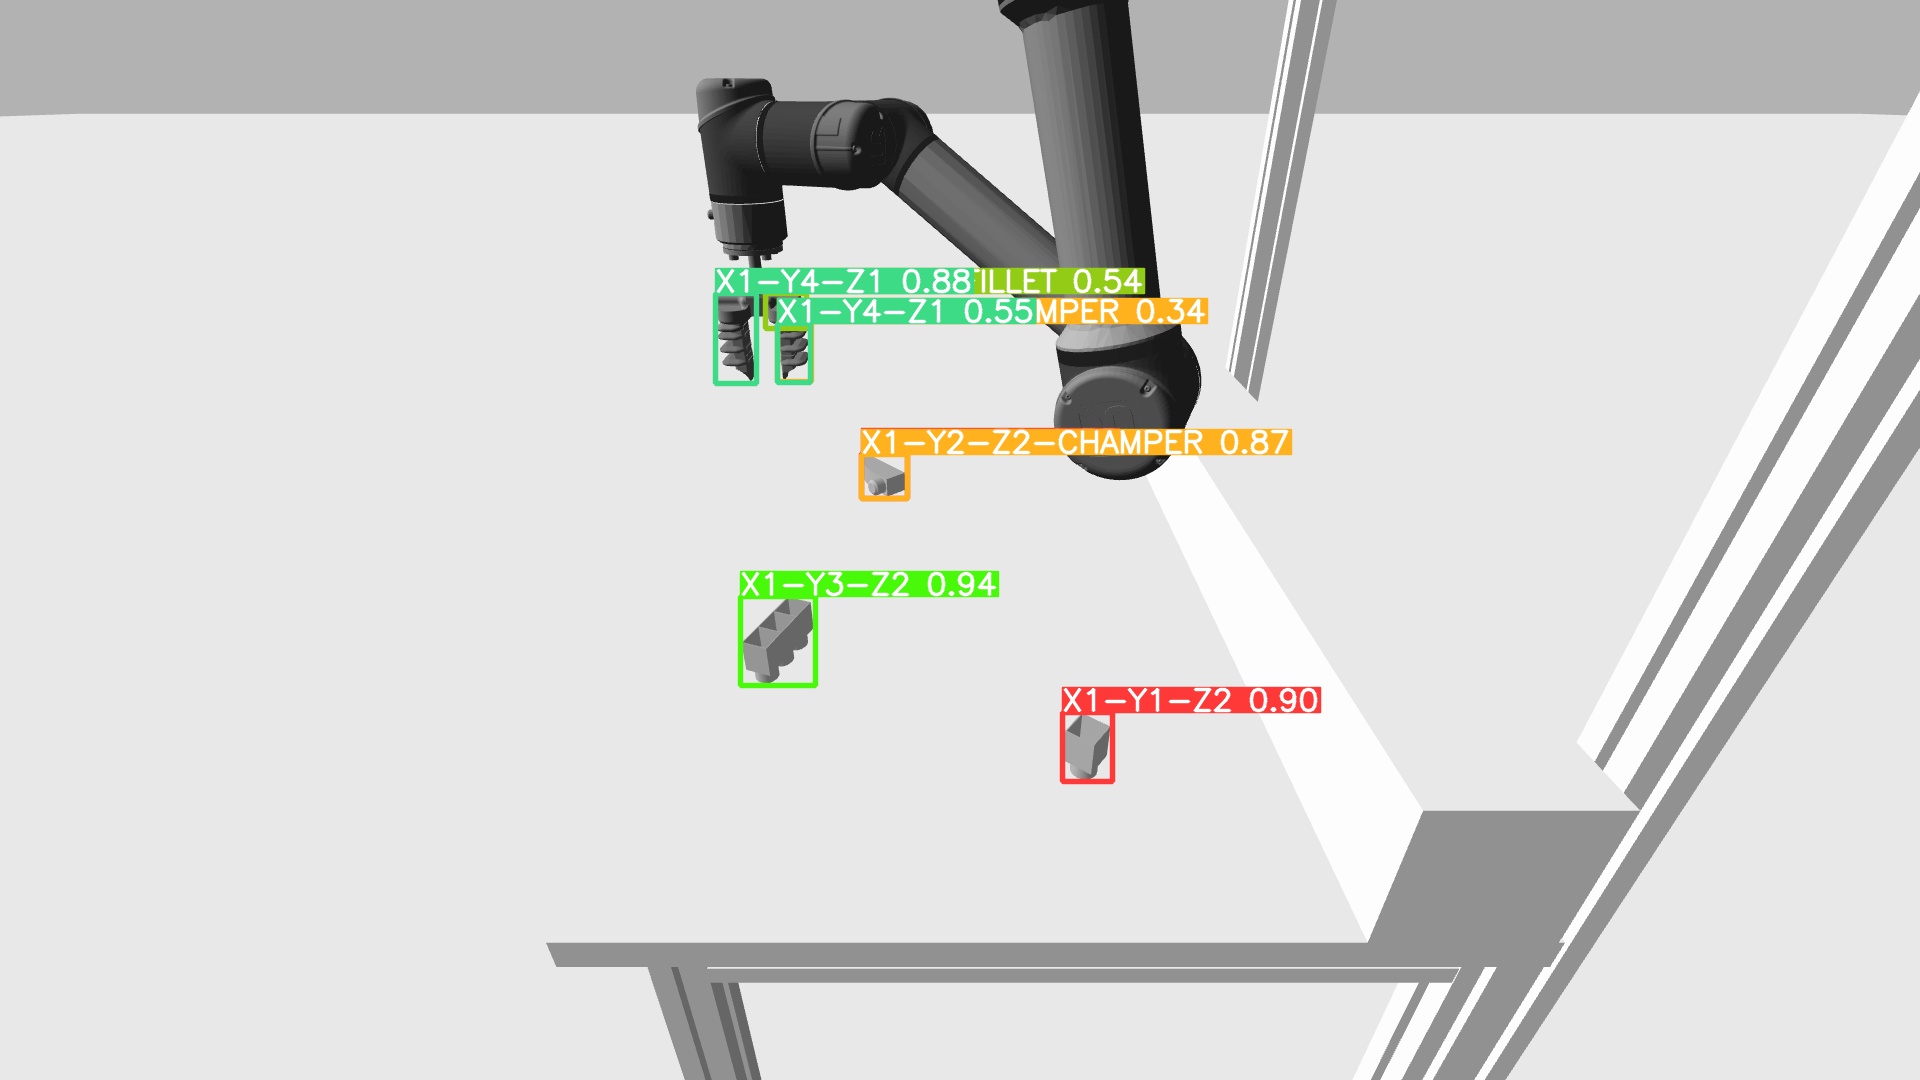 X1-Y4-Z1 0.88 ILLET 0.54
X1-Y4-Z1 0.55 MPER 0.34
X1-Y2-Z2-CHAMPER 0.87
X1-Y3-Z2 0.94
X1-Y1-Z2 0.90